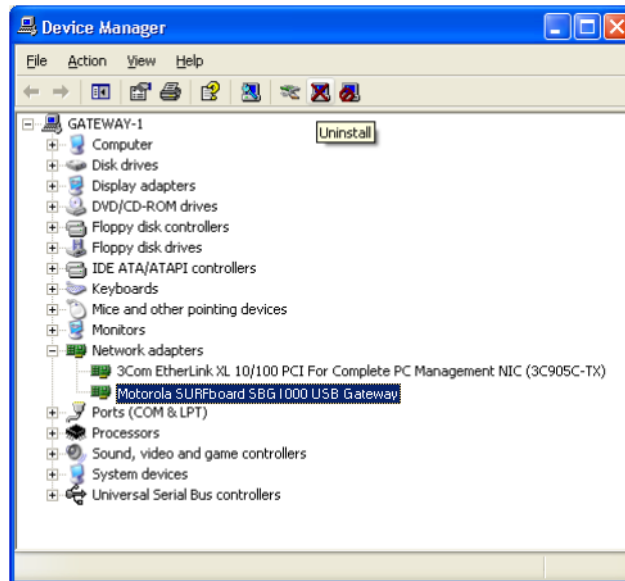 Device Manager
File Action View Help
GATEWAY-1
Uninstall
Computer
Disk drives
Display adapters
DVD/CD-ROM drives
Floppy disk controllers
Floppy disk drives
IDE ATA/ATAPI controllers
Keyboards
Mice and other pointing devices
Monitors
Network adapters
3Com EtherLink XL 10/100 PCI For Complete PC Management NIC (3C905C-TX)
Motorola SURFboard SBG1000 USB Gateway
Ports (COM & LPT)
Processors
Sound, video and game controllers
System devices
Universal Serial Bus controllers